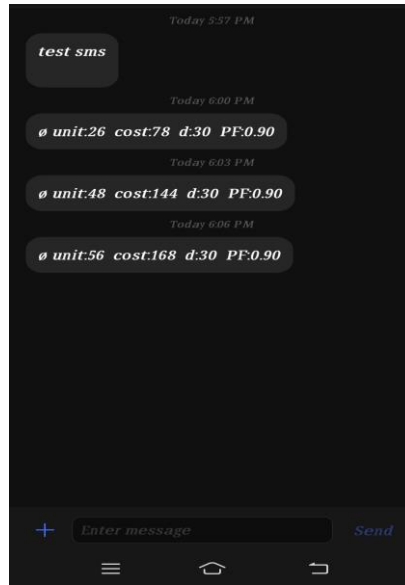 Today 5:57 PM
test sms
Today 6:00 PM
ø unit:26 cost:78 d:30 PF:0.90
Today 6:03 PM
ø unit:48 cost:144 d:30 PF:0.90
Today 6:06 PM
ø unit:56 cost:168 d:30 PF:0.90
Enter message
Send